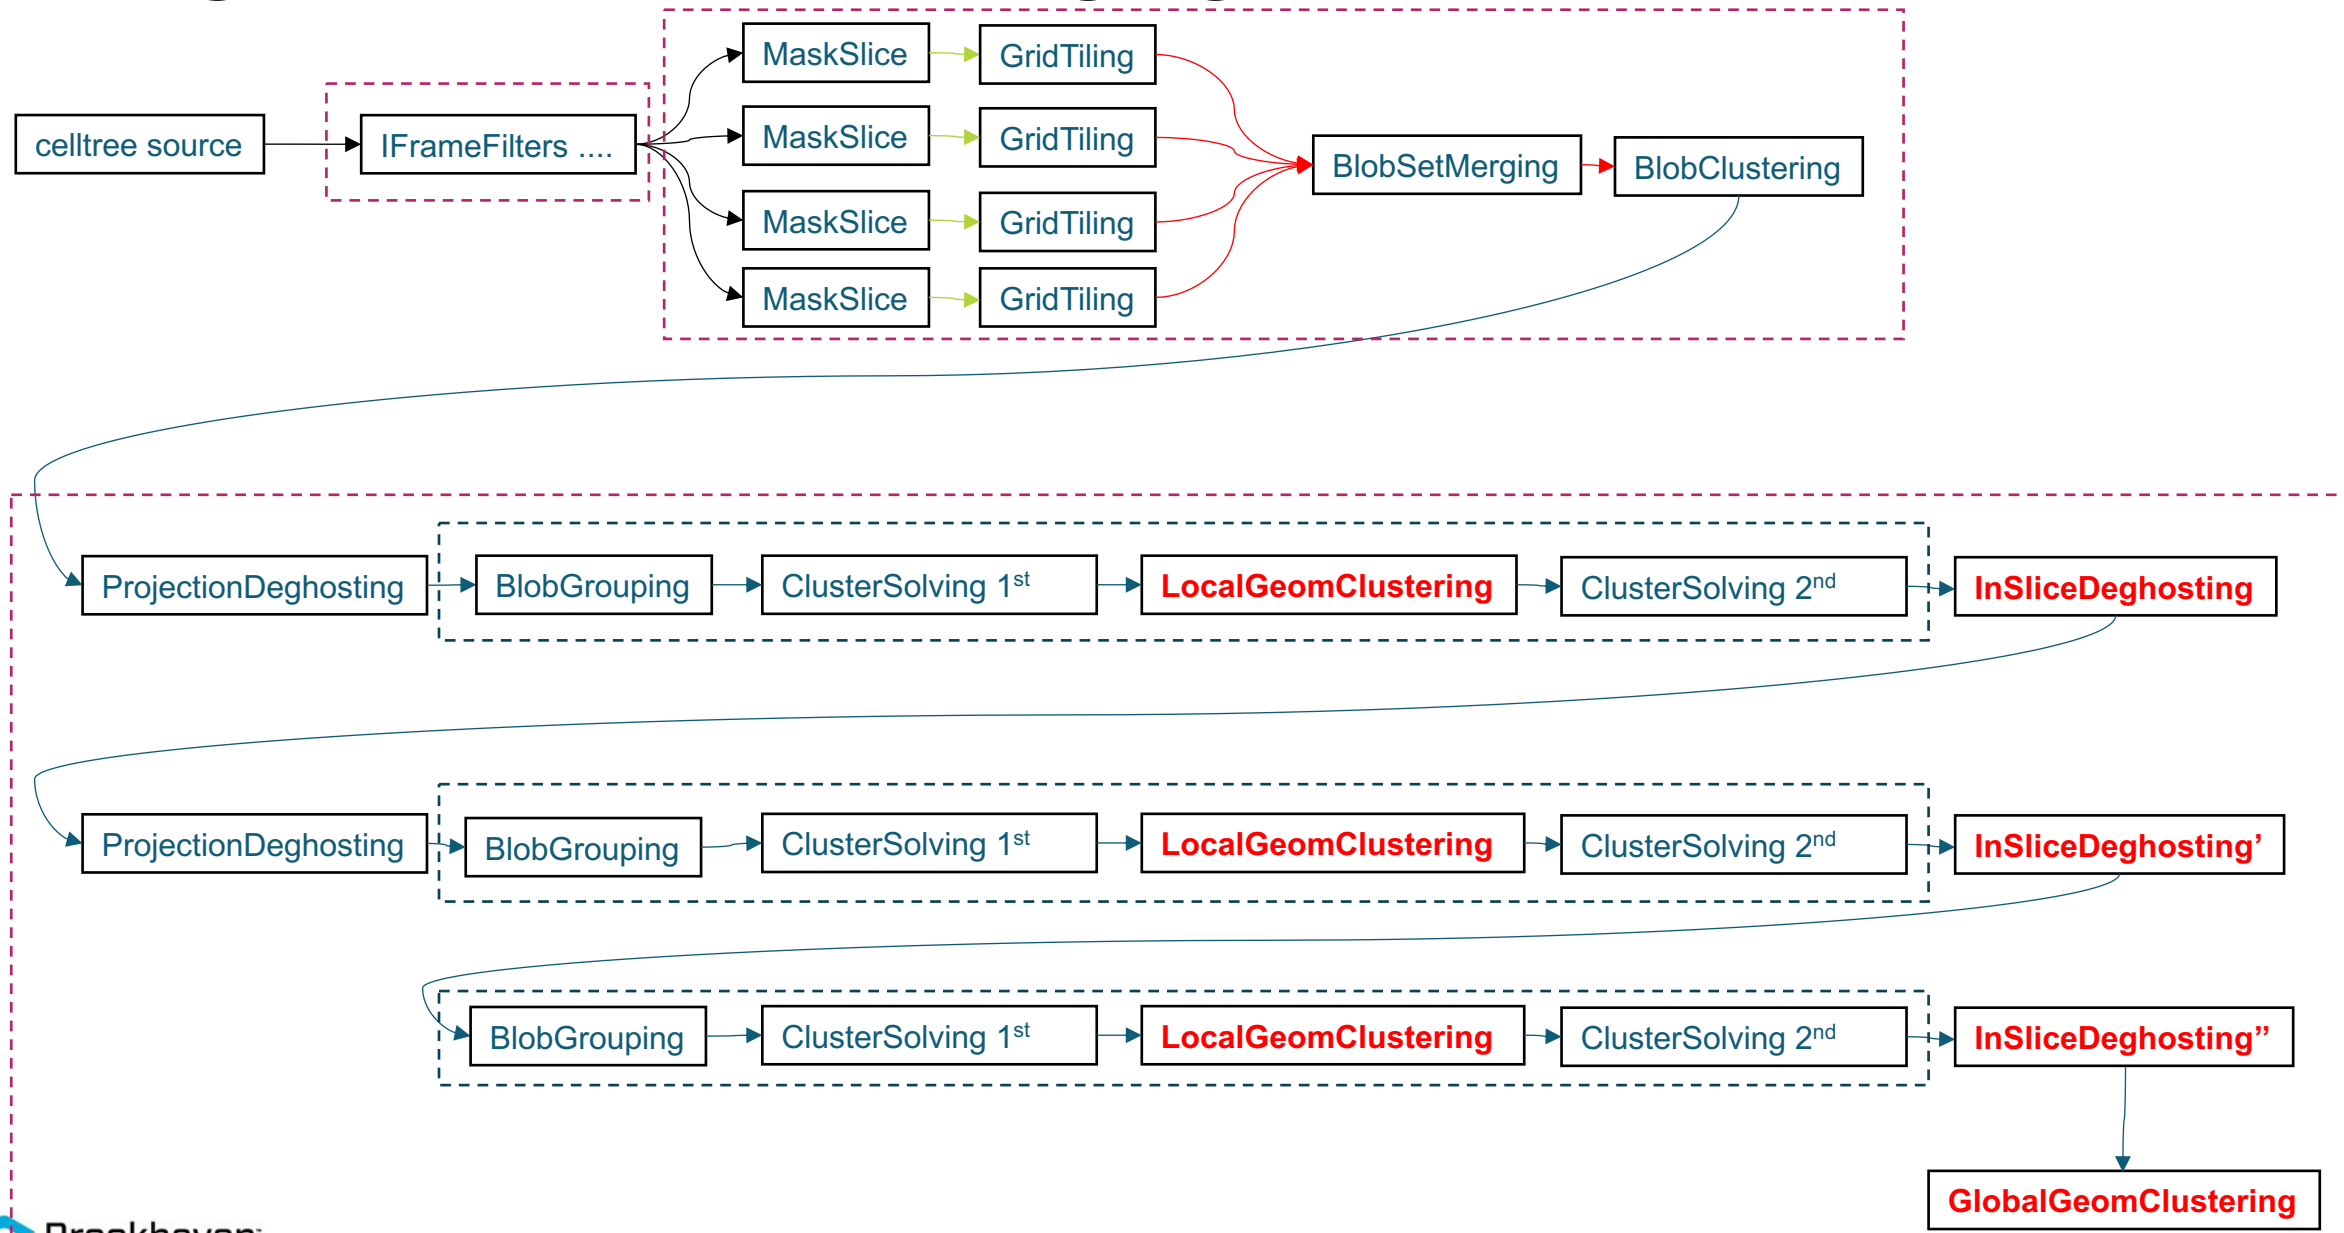 MaskSlice GridTiling
celltree source IFrameFilters .... MaskSlice GridTiling BlobSetMerging BlobClustering
MaskSlice GridTiling
MaskSlice GridTiling
ProjectionDeghosting BlobGrouping ClusterSolving 1st LocalGeomClustering ClusterSolving 2nd InSliceDeghosting
ProjectionDeghosting BlobGrouping ClusterSolving 1st LocalGeomClustering ClusterSolving 2nd InSliceDeghosting’
BlobGrouping ClusterSolving 1st LocalGeomClustering ClusterSolving 2nd InSliceDeghosting”
GlobalGeomClustering
Brookhaven